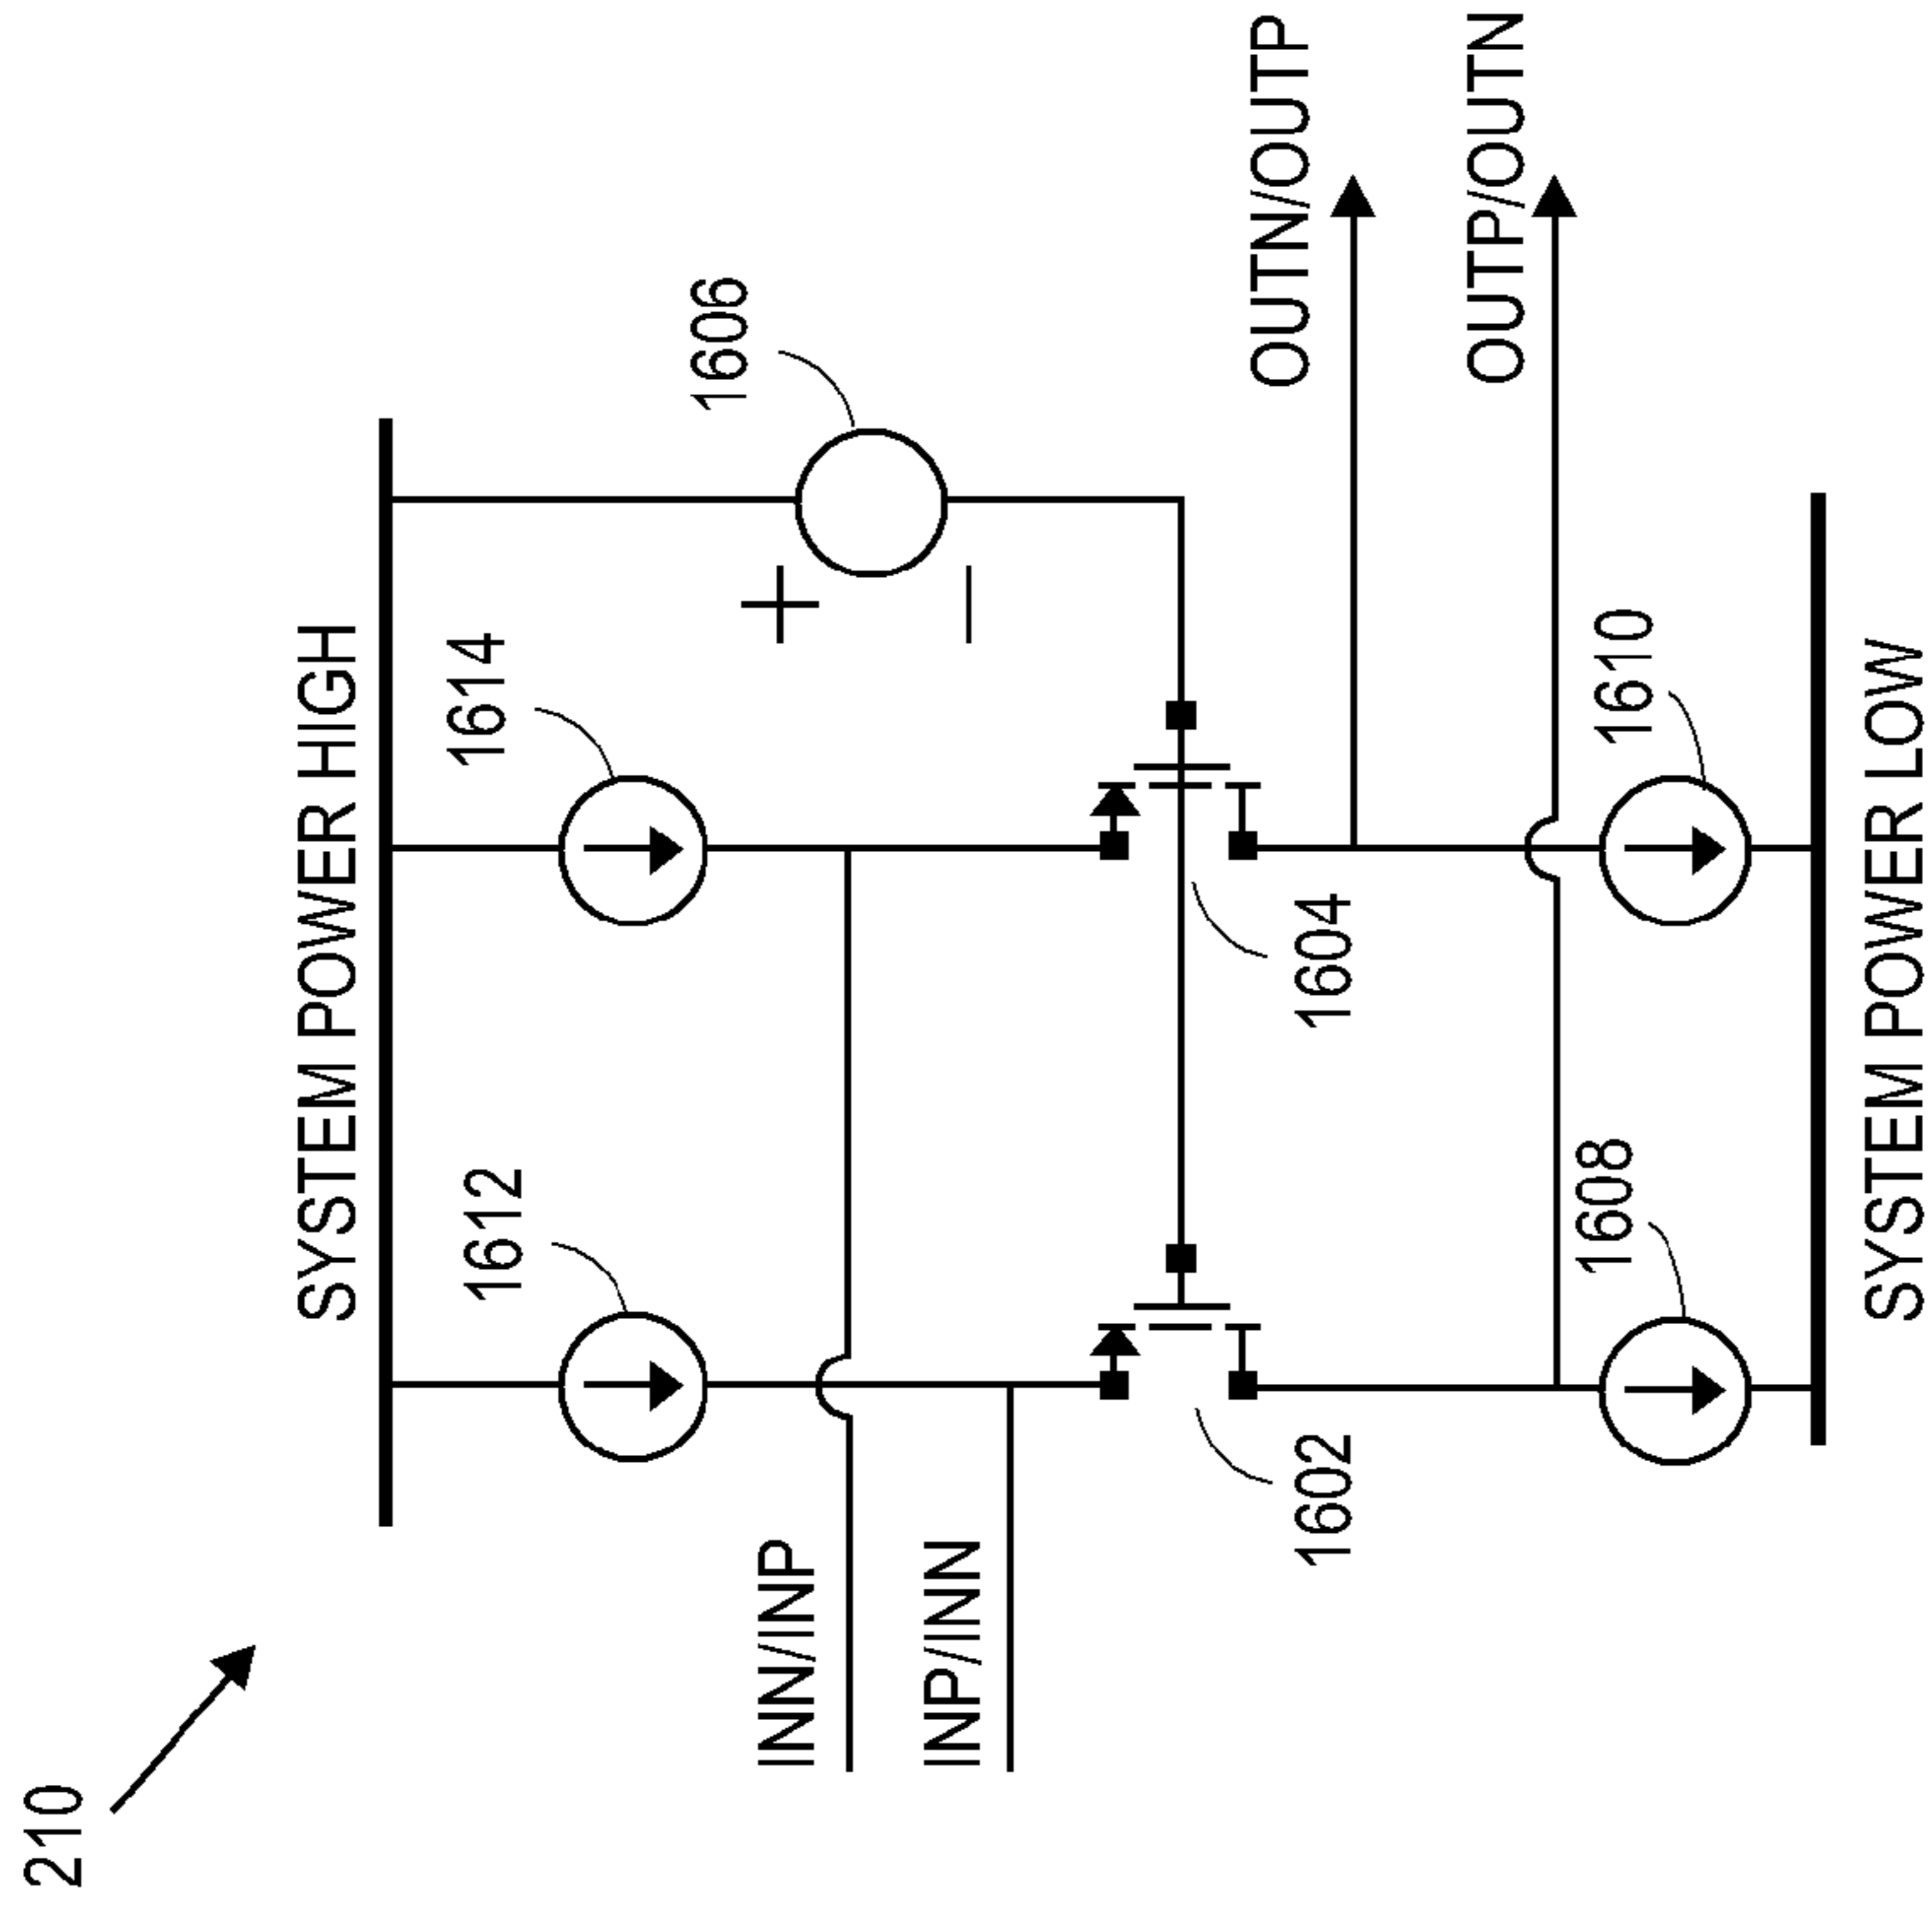 210
SYSTEM POWER HIGH
1612
1614
1606
INN/INP
INP/INN
1602
1604
OUTN/OUTP
OUTP/OUTN
1608
1610
SYSTEM POWER LOW